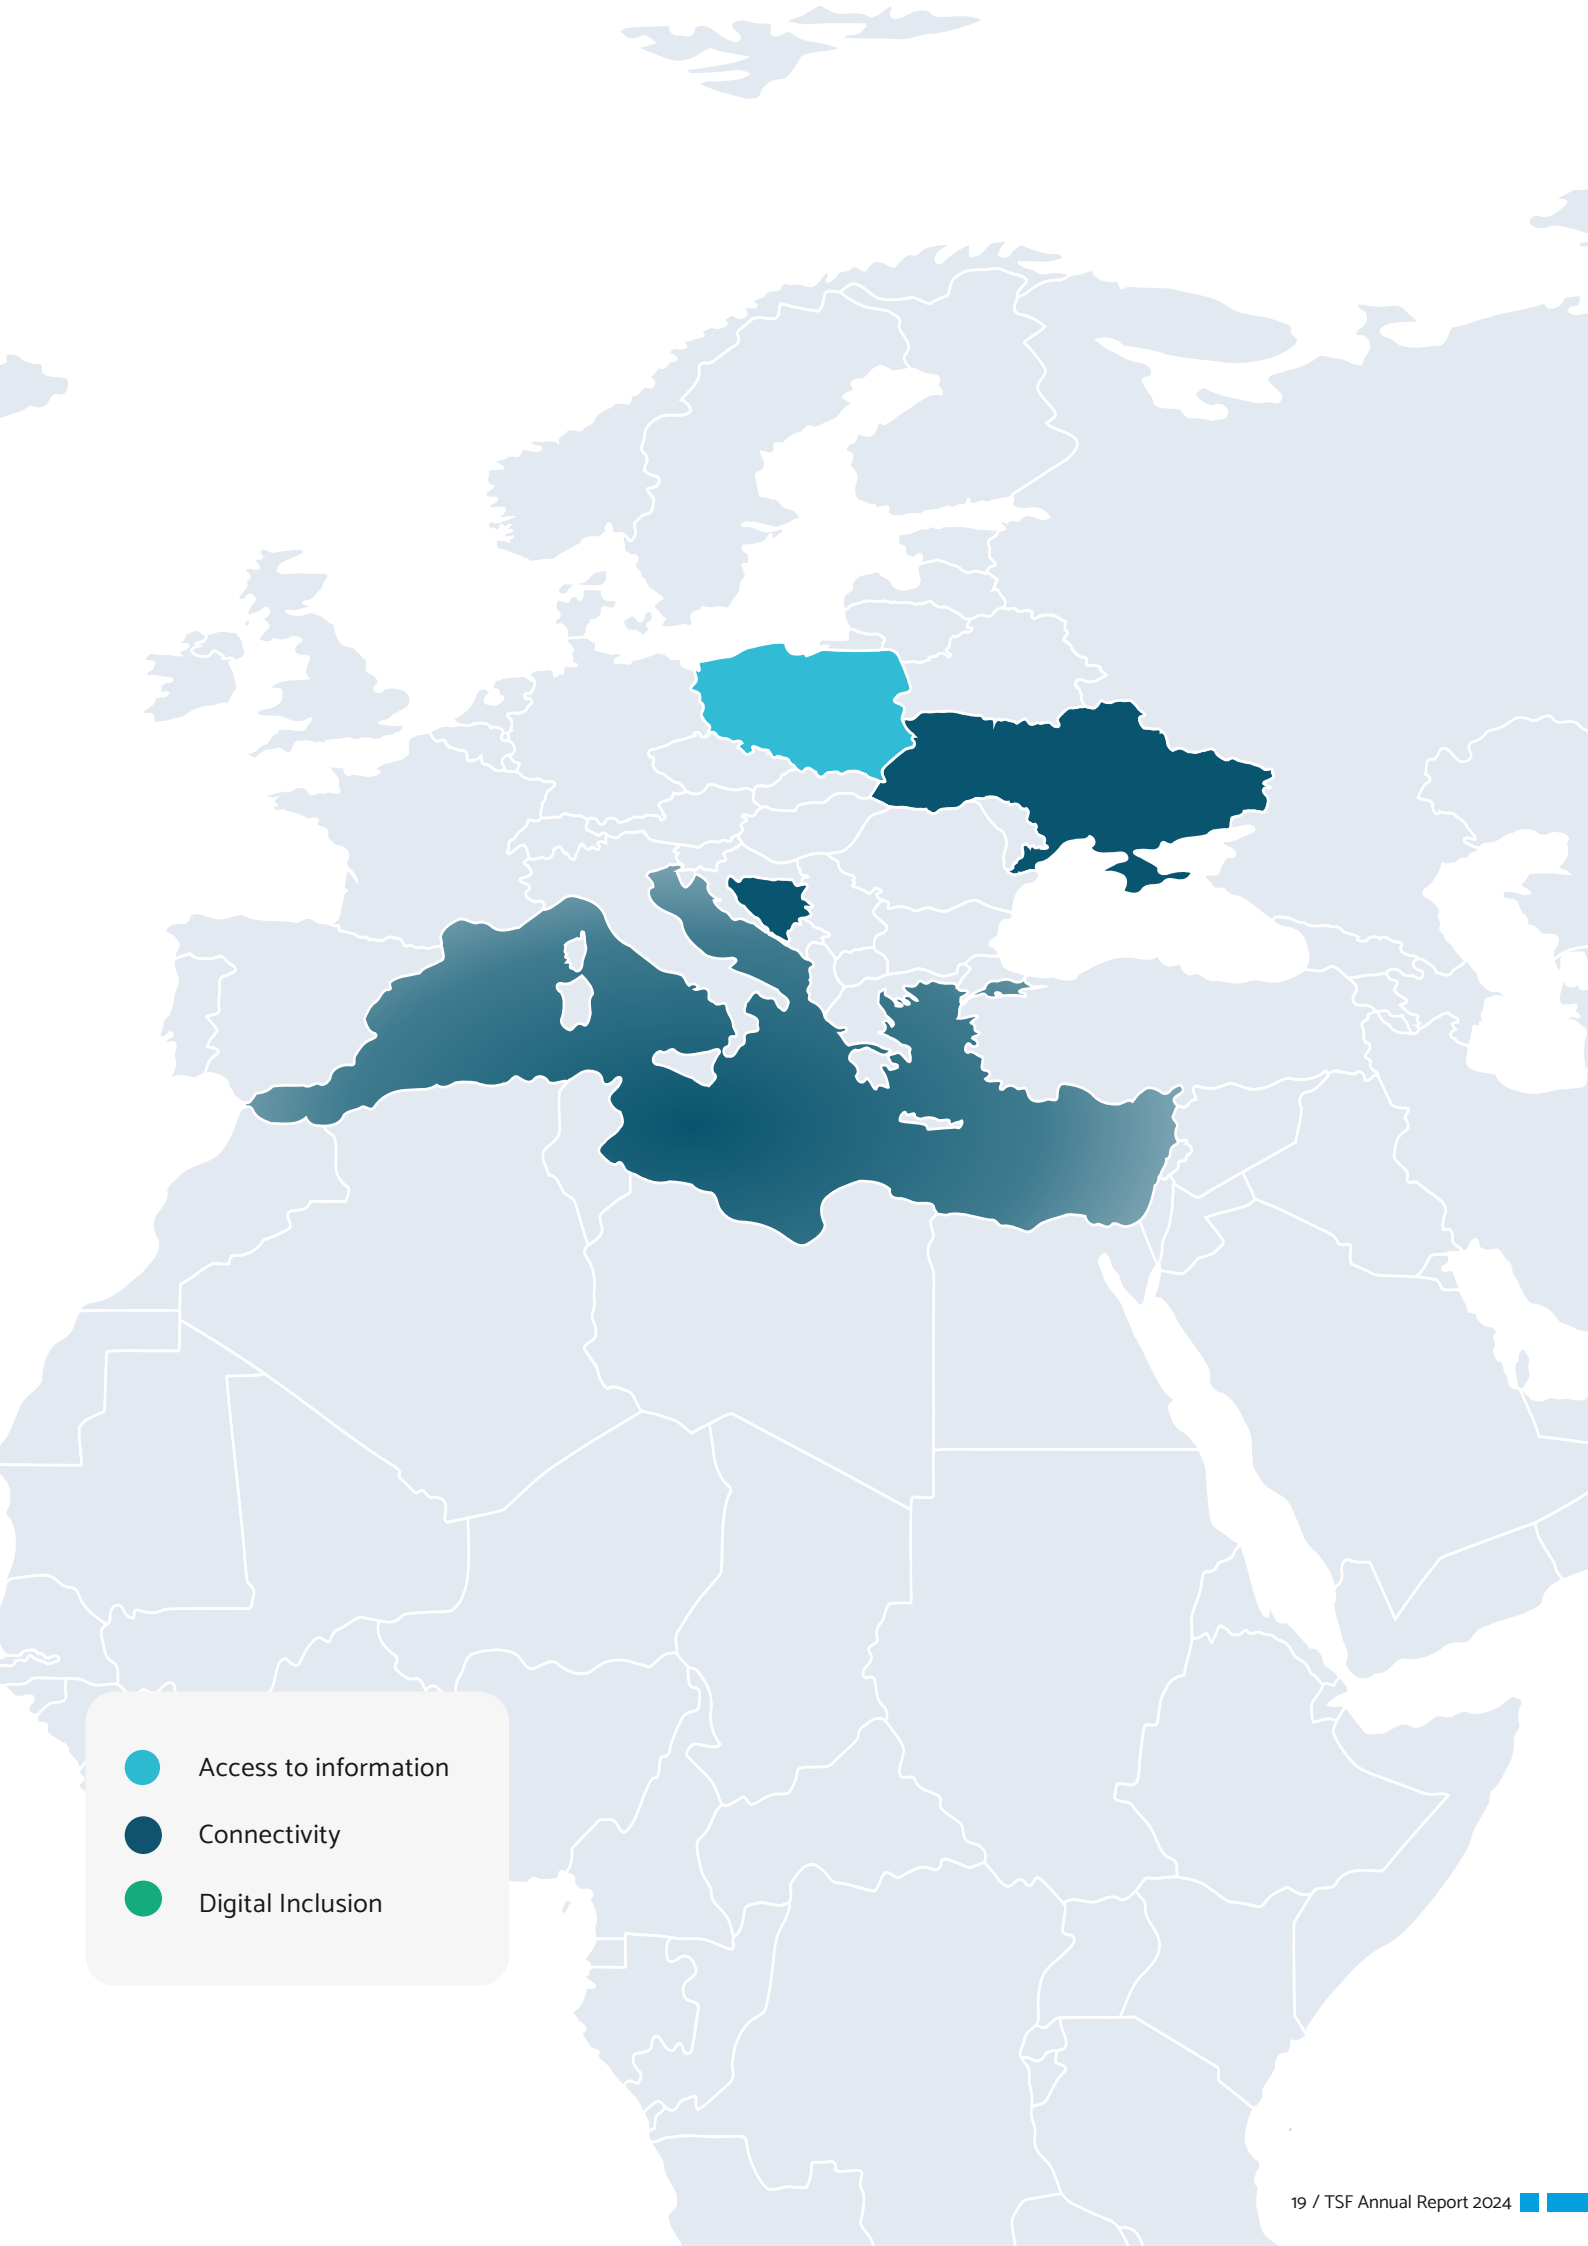 Access to information
Connectivity
Digital Inclusion
19 / TSF Annual Report 2024